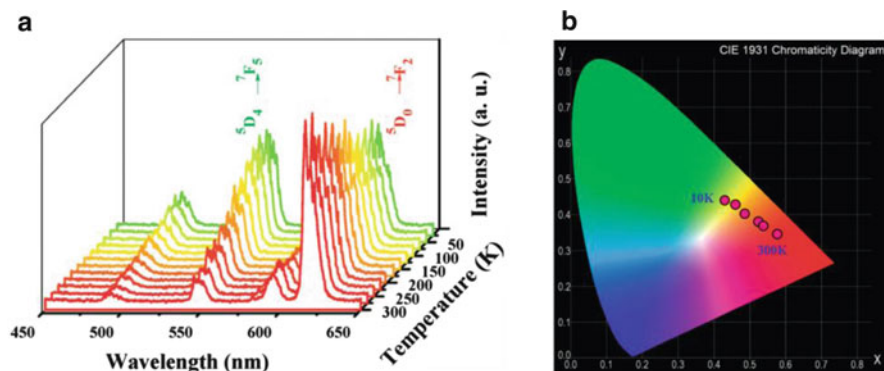 a
⁵D₄ → ⁷F₅
⁵D₀ → ⁷F₂
Intensity (a. u.)
50
100
150
200
250
300
Temperature (K)
450
500
550
600
650
Wavelength (nm)
b
CIE 1931 Chromaticity Diagram
y
0.8
0.7
0.6
0.5
0.4
0.3
0.2
0.1
0.0
10K
300K
0.0
0.1
0.2
0.3
0.4
0.5
0.6
0.7
0.8
X